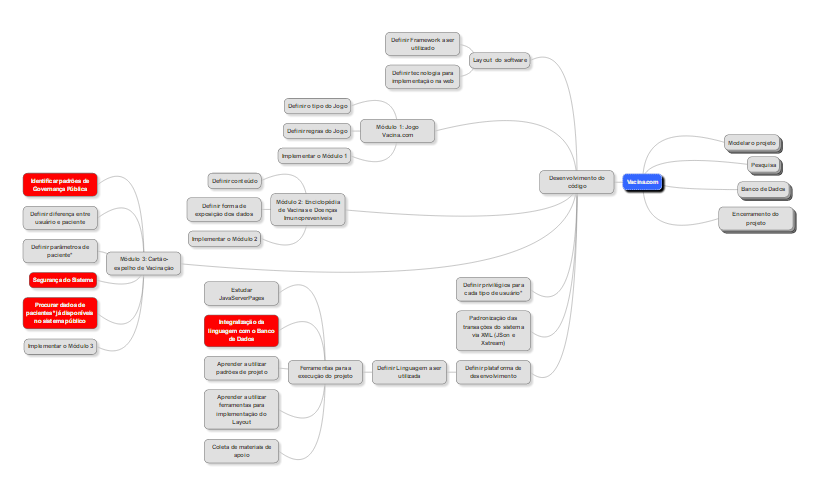 Definir Framework a ser
utilizado
Layout do software
Definir tecnologia para
implementação na web
Definir o tipo do Jogo
Definir regras do Jogo
Módulo 1: Jogo
Vacina.com
Implementar o Módulo 1
Modelar o projeto
Pesquisa
Identificar padrões de
Governança Pública
Definir conteúdo
Desenvolvimento do
código
Vacina.com
Banco de Dados
Definir diferença entre
usuário e paciente
Definir forma de
exposição dos dados
Módulo 2: Enciclopédia
de Vacinas e Doenças
Imunopreveníveis
Encerramento do
projeto
Definir parâmetros de
paciente"
Implementar o Módulo 2
Módulo 3: Cartão-
espelho de Vacinação
Segurança do Sistema
Estudar
JavaServerPages
Definir privilégios para
cada tipo de usuário"
Procurar dados de
pacientes" já disponíveis
no sistema público
Integralização da
linguagem com o Banco
de Dados
Padronização das
transações do sistema
via XML (JSon e
Xstream)
Implementar o Módulo 3
Aprender a utilizar
padrões de projeto
Ferramentas para a
execução do projeto
Definir Linguagem a ser
utilizada
Definir plataforma de
desenvolvimento
Aprender a utilizar
ferramentas para
implementação do
Layout
Coleta de materiais de
apoio